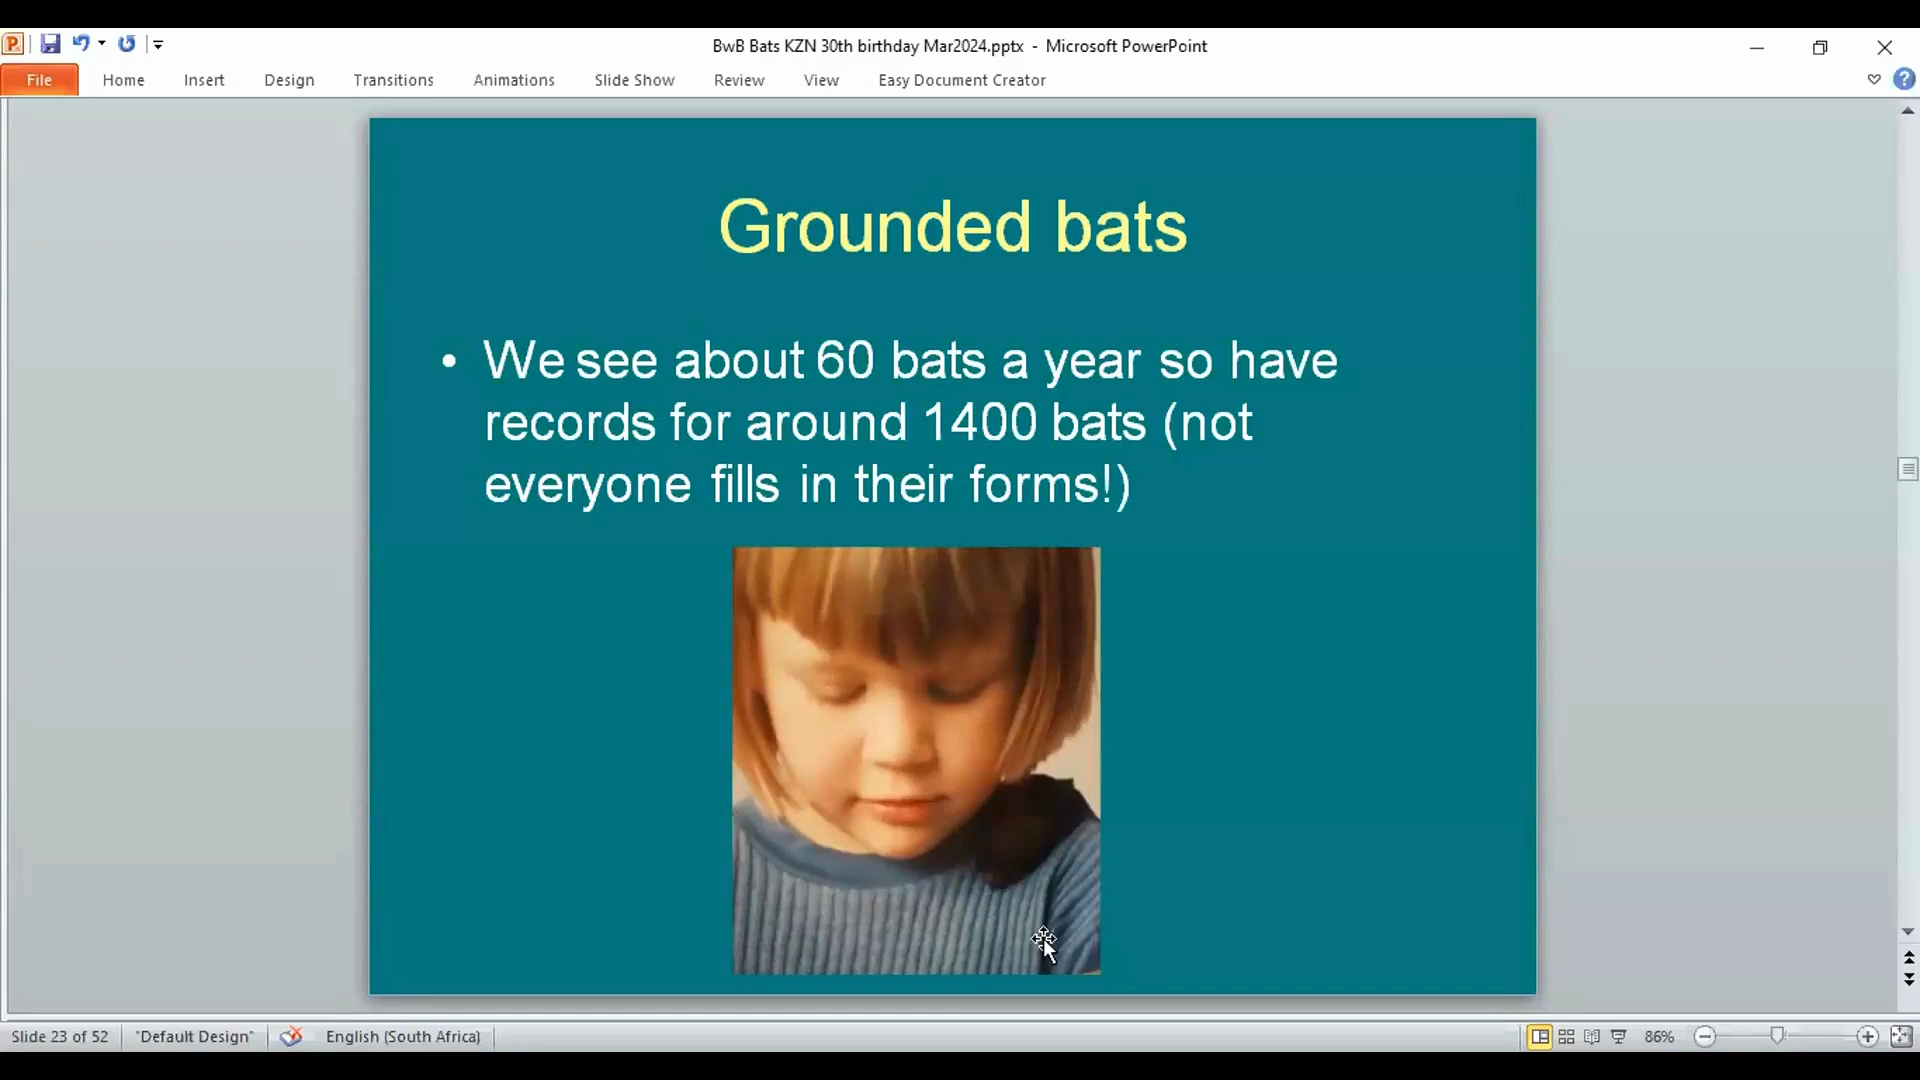 BwB Bats KZN 30th birthday Mar2024.pptx - Microsoft PowerPoint
File Home Insert Design Transitions Animations Slide Show Review View Easy Document Creator
Grounded bats
• We see about 60 bats a year so have
records for around 1400 bats (not
everyone fills in their forms!)
Slide 23 of 52 "Default Design" English (South Africa) 86%